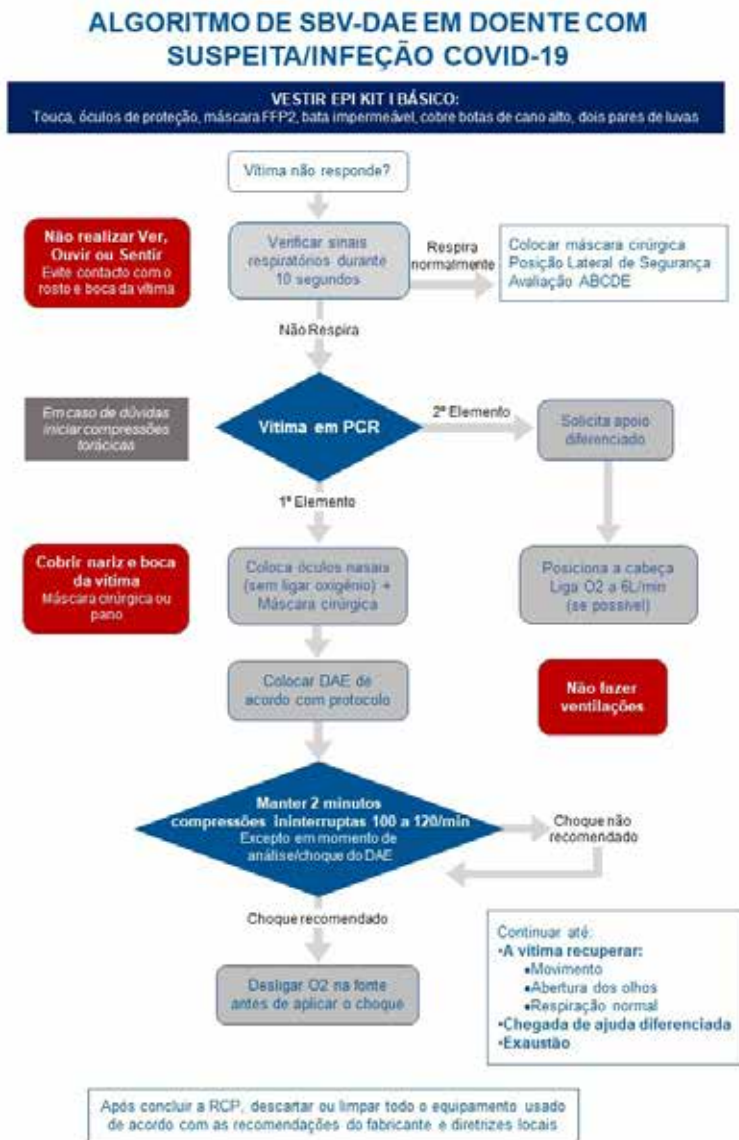 ALGORITMO DE SBV-DAE EM DOENTE COM
SUSPEITA/INFEÇÃO COVID-19
VESTIR EPI KIT I BÁSICO:
Touca, óculos de proteção, máscara FFP2, bata impermeável, cobre botas de cano alto, dois pares de luvas
Vítima não responde?
Não realizar Ver,
Ouvir ou Sentir
Evite contacto com o
rosto e boca da vítima
Verificar sinais
respiratórios durante
10 segundos
Respira
normalmente
Colocar máscara cirúrgica
Posição Lateral de Segurança
Avaliação ABCDE
Não Respira
Em caso de dúvidas
iniciar compressões
torácicas
Vítima em PCR
2º Elemento
Solicita apoio
diferenciado
1º Elemento
Cobrir nariz e boca
da vítima
Máscara cirúrgica ou
pano
Coloca óculos nasais
(sem ligar oxigénio) +
Máscara cirúrgica
Posiciona a cabeça
Liga O2 a 6L/min
(se possível)
Colocar DAE de
acordo com protocolo
Não fazer
ventilações
Manter 2 minutos
compressões ininterruptas 100 a 120/min
Excepto em momento de
análise/choque do DAE
Choque não
recomendado
Choque recomendado
Desligar O2 na fonte
antes de aplicar o choque
Continuar até:
•A vítima recuperar:
•Movimento
•Abertura dos olhos
•Respiração normal
•Chegada de ajuda diferenciada
•Exaustão
Após concluir a RCP, descartar ou limpar todo o equipamento usado
de acordo com as recomendações do fabricante e diretrizes locais